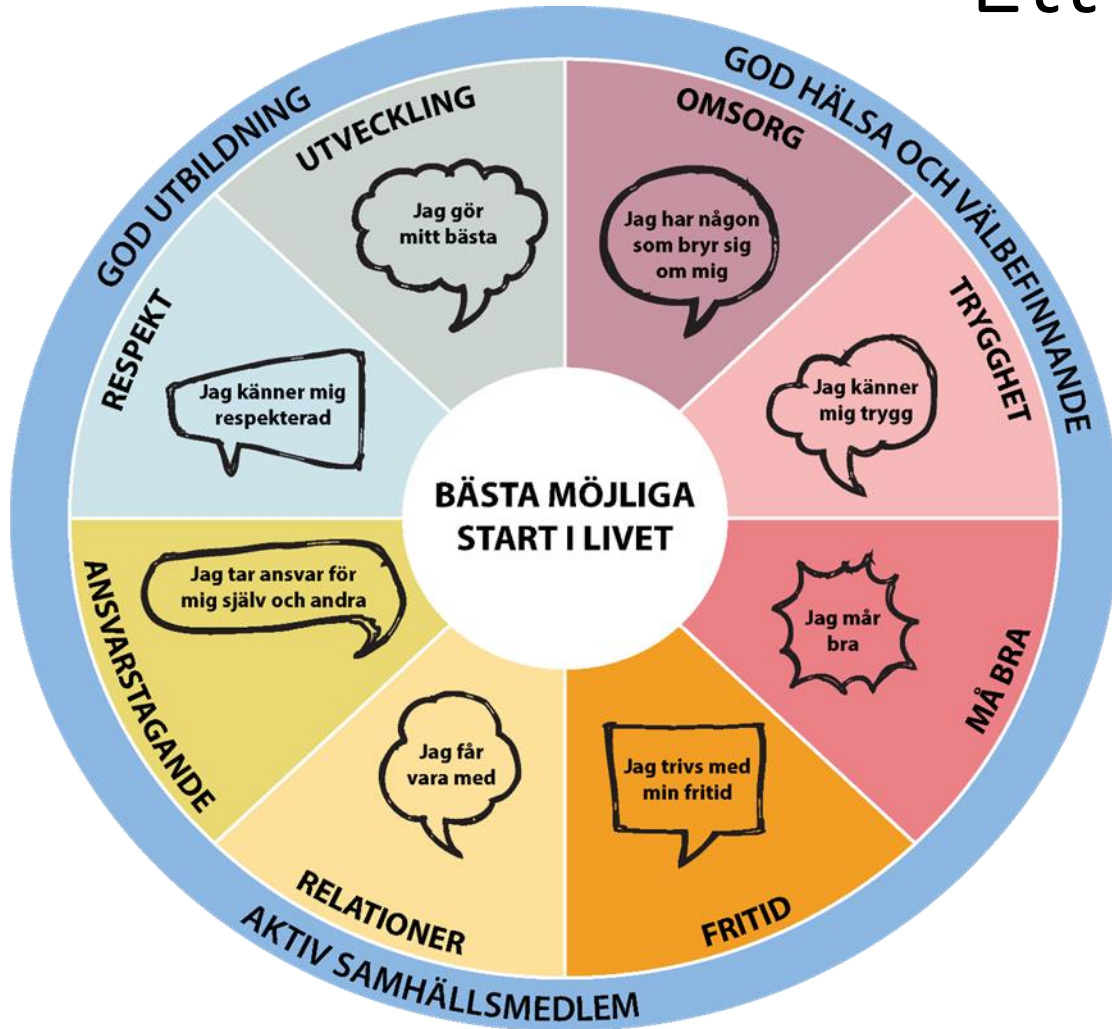 Ett
GOD UTBILDNING
GOD HÄLSA OCH VÄLBEFINNANDE
AKTIV SAMHÄLLSMEDLEM
UTVECKLING
Jag gör
mitt bästa
OMSORG
Jag har någon
som bryr sig
om mig
TRYGGHET
Jag känner
mig trygg
MÅ BRA
Jag mår
bra
FRITID
Jag trivs med
min fritid
RELATIONER
Jag får
vara med
ANSVARSTAGANDE
Jag tar ansvar för
mig själv och andra
RESPEKT
Jag känner mig
respekterad
BÄSTA MÖJLIGA
START I LIVET